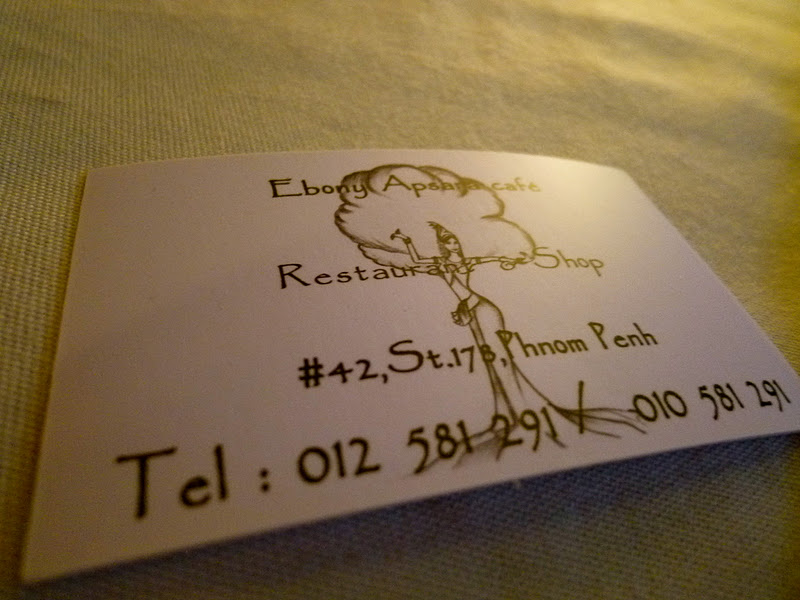 Ebony Apsara café
Restaurant & Shop
#42,St.178,Phnom Penh
Tel : 012 581 291 / 010 581 291